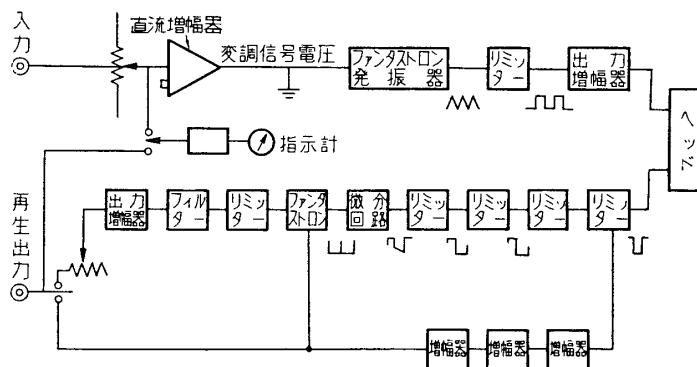 入力
直流増幅器
変調信号電圧
ファンタストロン
発振器
リミッ
ター
出力
増幅器
ヘッド
指示計
再生出力
出力
増幅器
フィル
ター
リミッ
ター
ファンタ
ストロン
微分
回路
リミッ
ター
リミッ
ター
リミッ
ター
リミッ
ター
増幅器
増幅器
増幅器